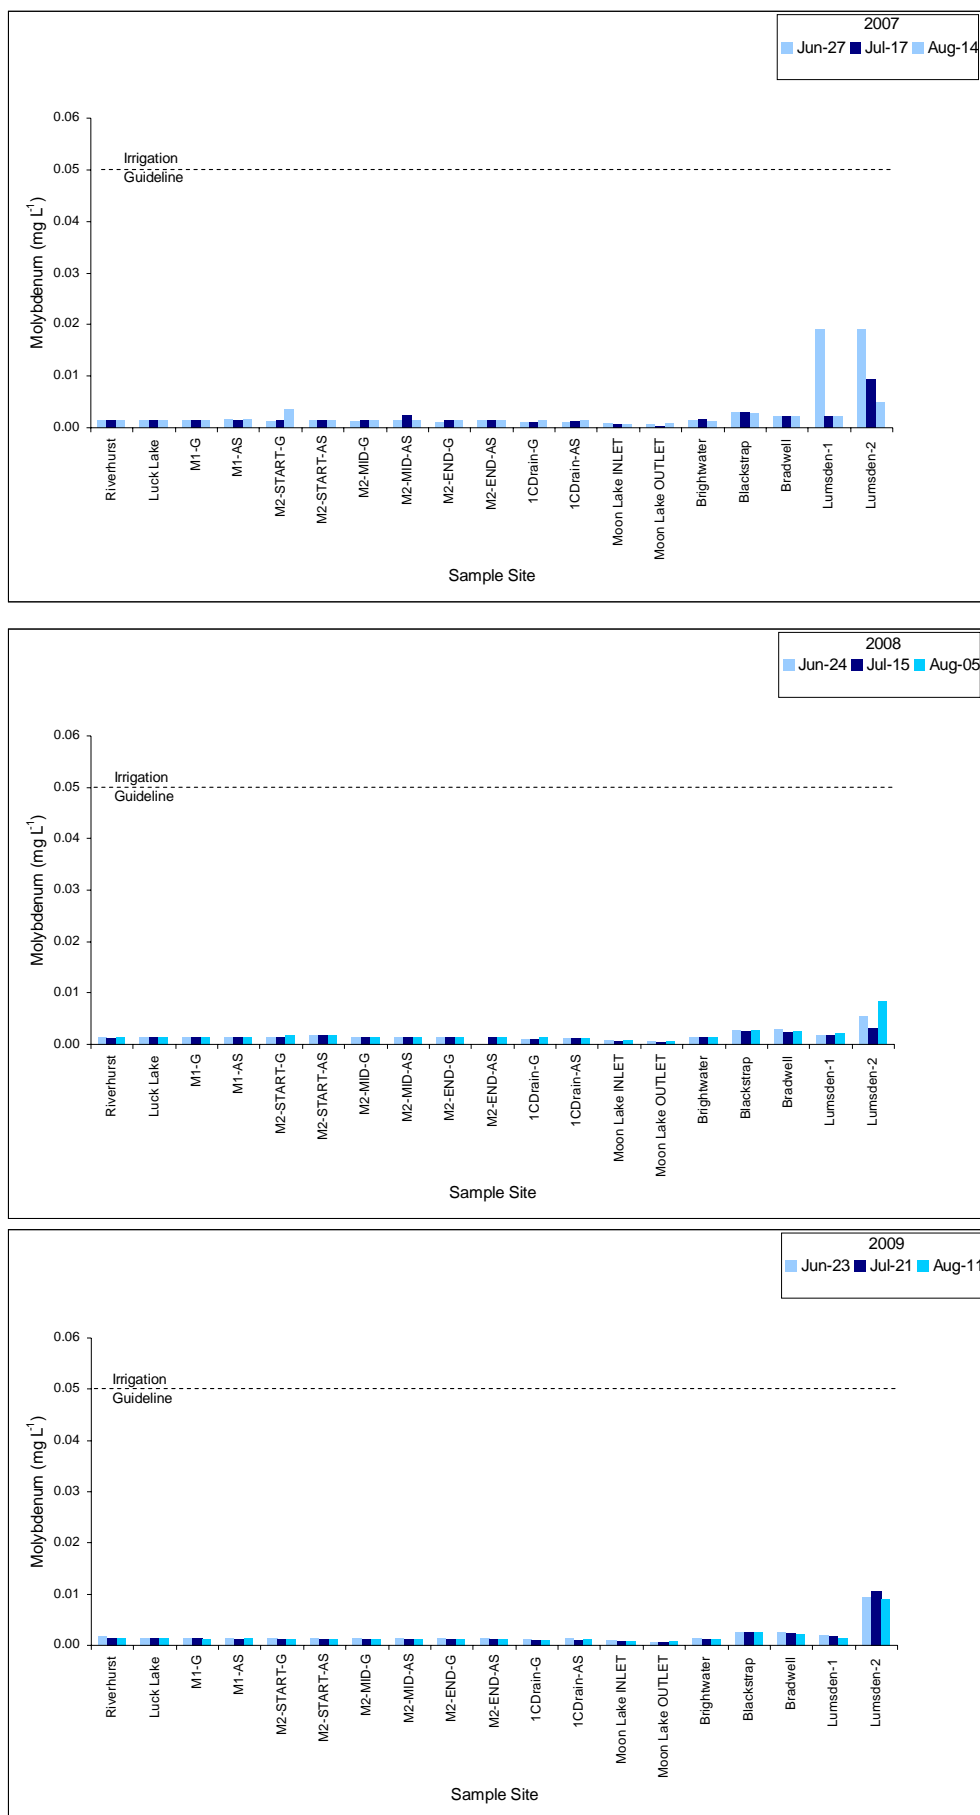 2007
Jun-27 Jul-17 Aug-14
0.06
0.05
0.04
0.03
0.02
0.01
0.00
Irrigation
Guideline
Molybdenum (mg L-1)
Riverhurst
Luck Lake
M1-G
M1-AS
M2-START-G
M2-START-AS
M2-MID-G
M2-MID-AS
M2-END-G
M2-END-AS
1CDrain-G
1CDrain-AS
Moon Lake INLET
Moon Lake OUTLET
Brightwater
Blackstrap
Bradwell
Lumsden-1
Lumsden-2
Sample Site
2008
Jun-24 Jul-15 Aug-05
0.06
0.05
0.04
0.03
0.02
0.01
0.00
Irrigation
Guideline
Molybdenum (mg L-1)
Riverhurst
Luck Lake
M1-G
M1-AS
M2-START-G
M2-START-AS
M2-MID-G
M2-MID-AS
M2-END-G
M2-END-AS
1CDrain-G
1CDrain-AS
Moon Lake INLET
Moon Lake OUTLET
Brightwater
Blackstrap
Bradwell
Lumsden-1
Lumsden-2
Sample Site
2009
Jun-23 Jul-21 Aug-11
0.06
0.05
0.04
0.03
0.02
0.01
0.00
Irrigation
Guideline
Molybdenum (mg L-1)
Riverhurst
Luck Lake
M1-G
M1-AS
M2-START-G
M2-START-AS
M2-MID-G
M2-MID-AS
M2-END-G
M2-END-AS
1CDrain-G
1CDrain-AS
Moon Lake INLET
Moon Lake OUTLET
Brightwater
Blackstrap
Bradwell
Lumsden-1
Lumsden-2
Sample Site